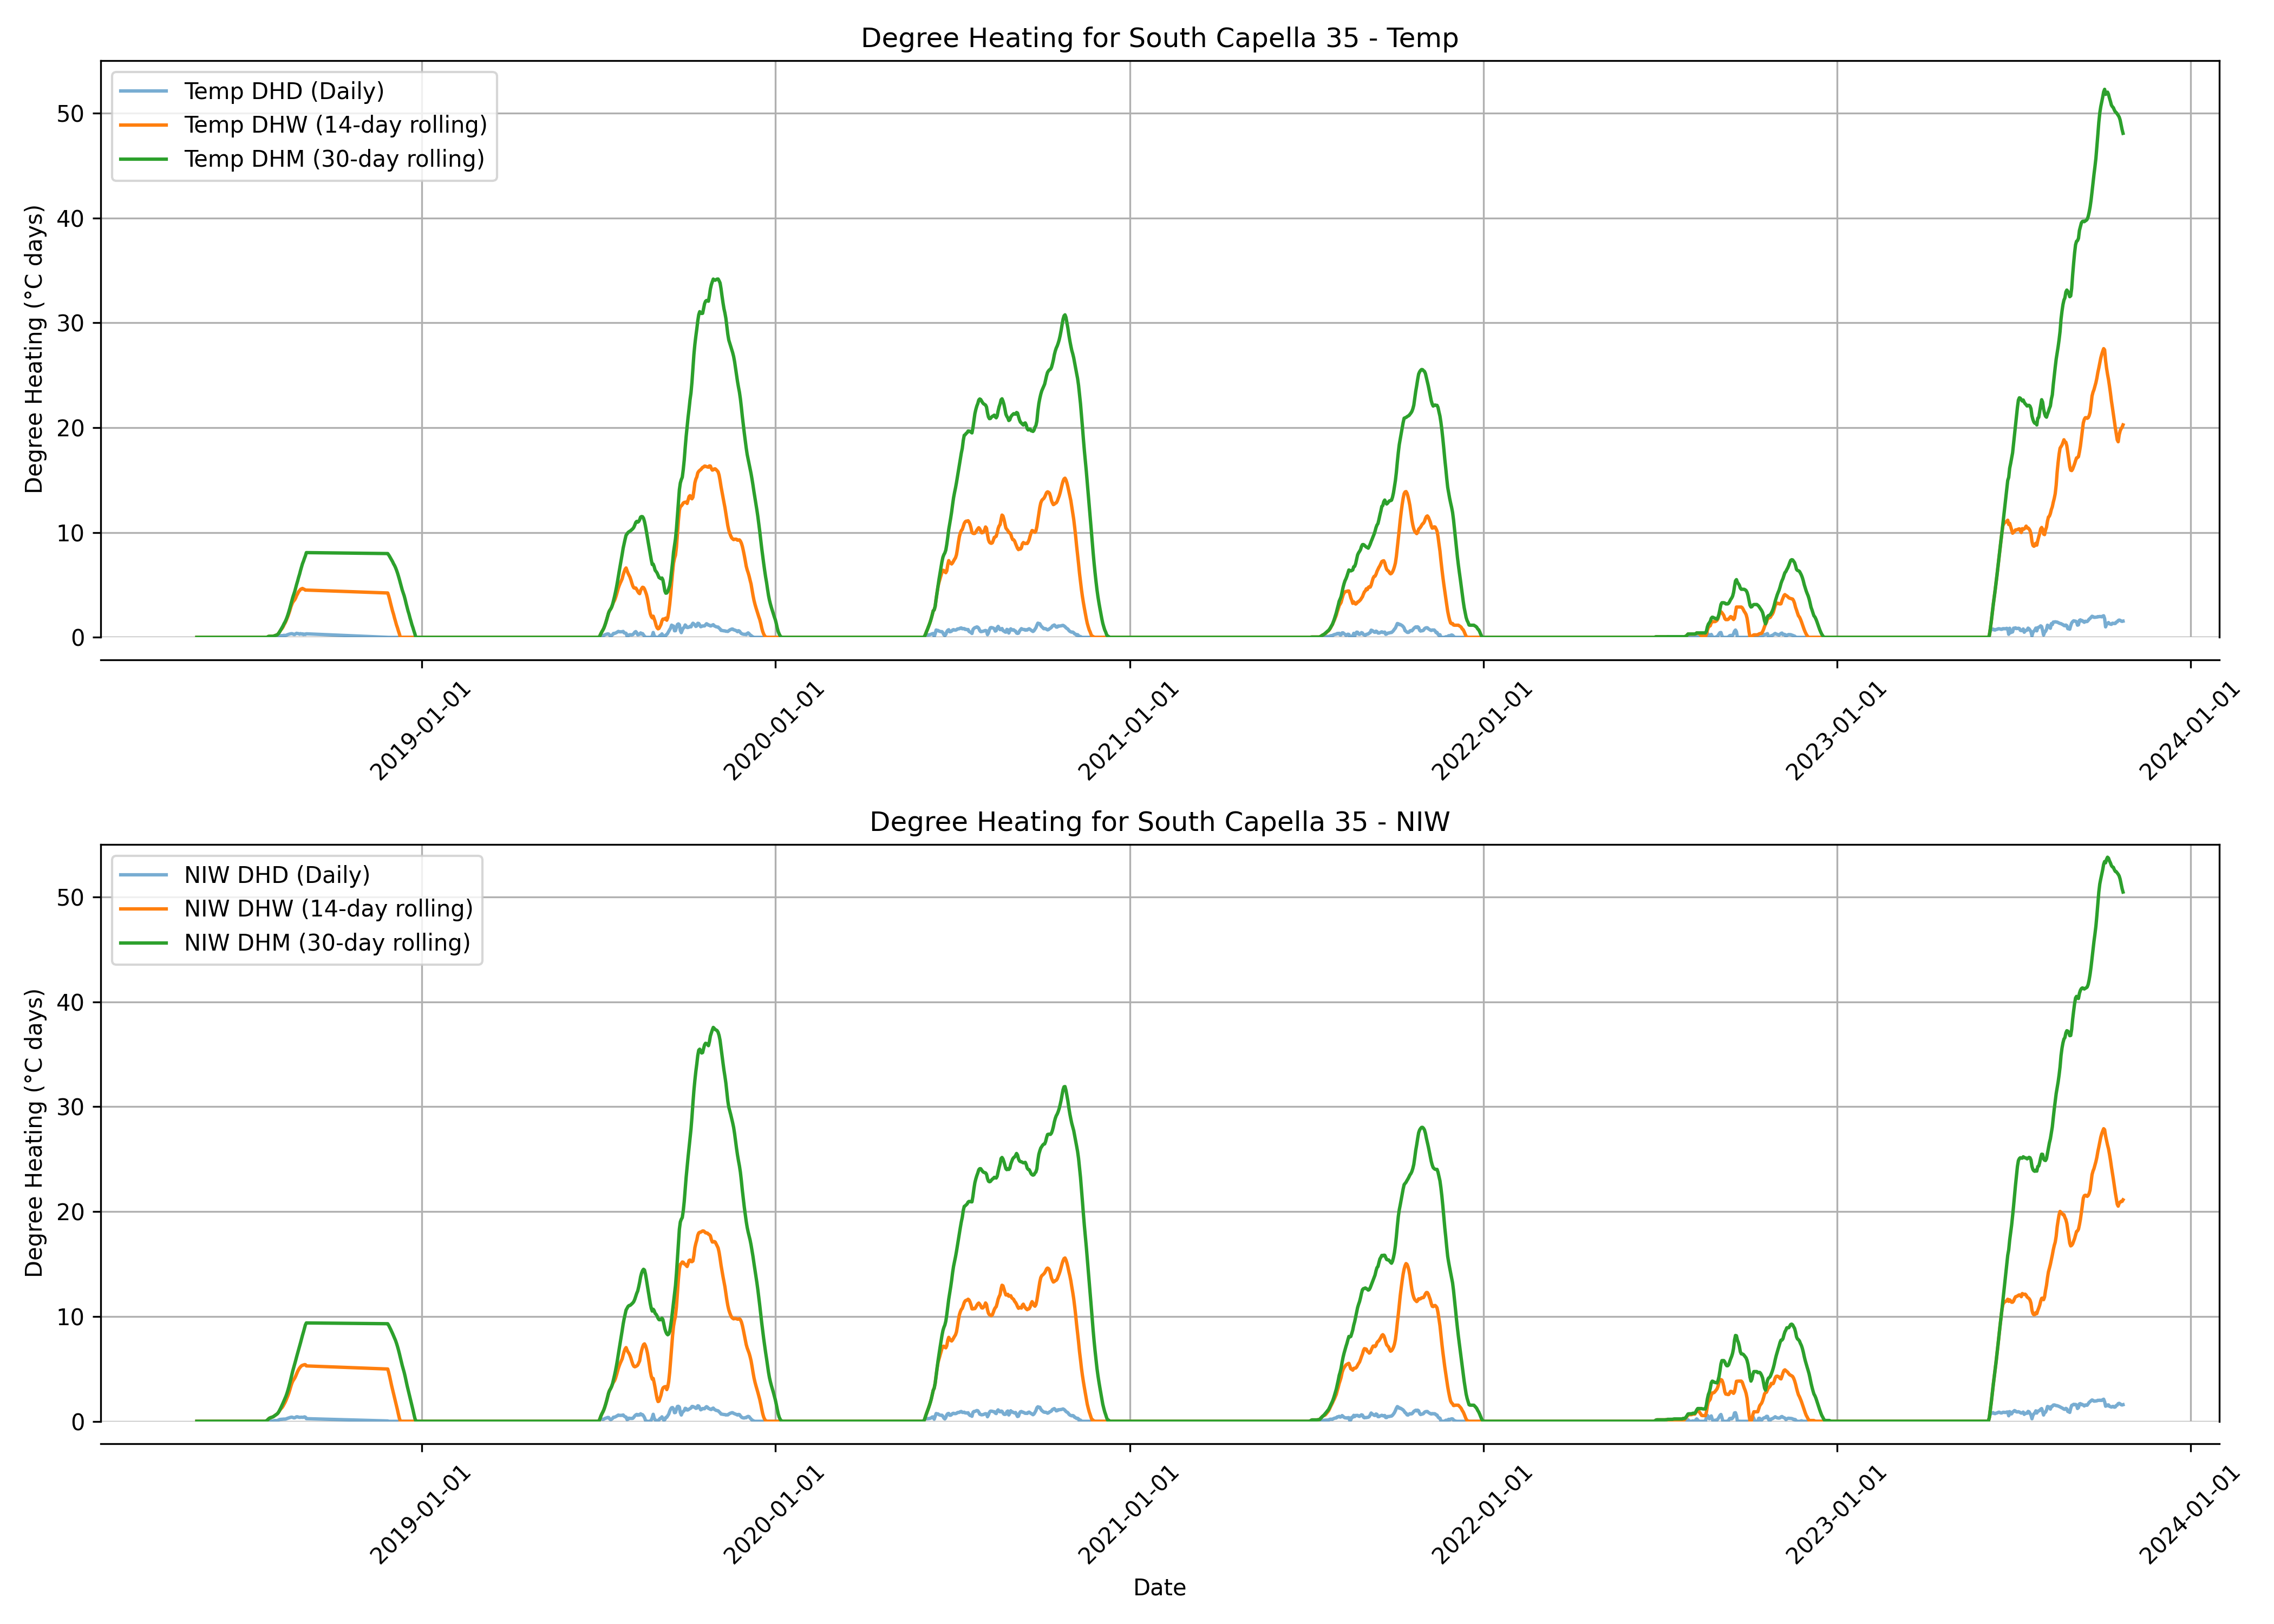 Degree Heating for South Capella 35 - Temp
Temp DHD (Daily)
Temp DHW (14-day rolling)
Temp DHM (30-day rolling)
Degree Heating (°C days)
50
40
30
20
10
0
2019-01-01
2020-01-01
2021-01-01
2022-01-01
2023-01-01
2024-01-01
Degree Heating for South Capella 35 - NIW
NIW DHD (Daily)
NIW DHW (14-day rolling)
NIW DHM (30-day rolling)
Degree Heating (°C days)
50
40
30
20
10
0
2019-01-01
2020-01-01
2021-01-01
2022-01-01
2023-01-01
2024-01-01
Date